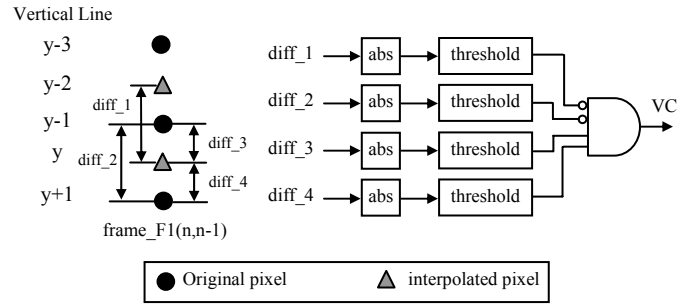 Vertical Line
y-3
y-2
y-1
y
y+1
diff_1
diff_2
diff_3
diff_4
frame_F1(n,n-1)
diff_1 abs threshold
diff_2 abs threshold
diff_3 abs threshold
diff_4 abs threshold
VC
Original pixel interpolated pixel